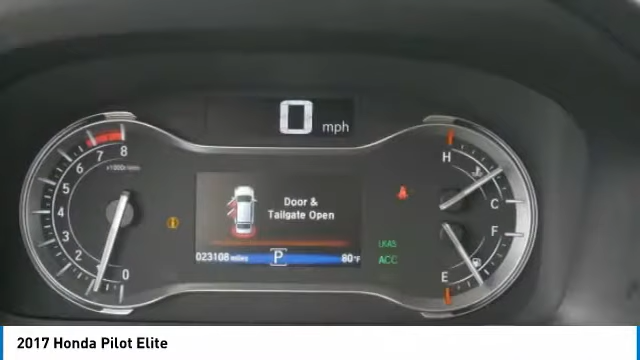 0 mph
8
7
6
5
4
3
2
0
x1000r/min
Door &
Tailgate Open
023108 miles P 80°F
LKAS
ACC
H
C
F
E
2017 Honda Pilot Elite